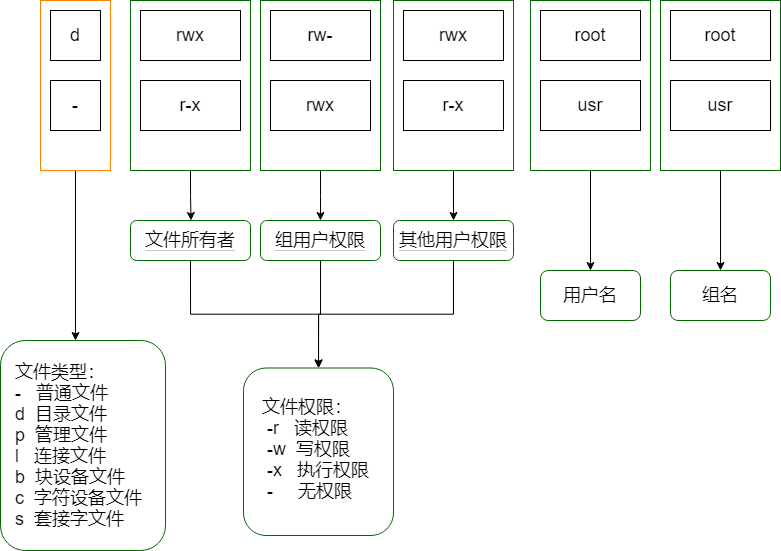 d rwx rw- rwx root root
- r-x rwx r-x usr usr
文件所有者 组用户权限 其他用户权限
用户名 组名
文件类型：
- 普通文件
d 目录文件
p 管理文件
l 连接文件
b 块设备文件
c 字符设备文件
s 套接字文件
文件权限：
-r 读权限
-w 写权限
-x 执行权限
- 无权限